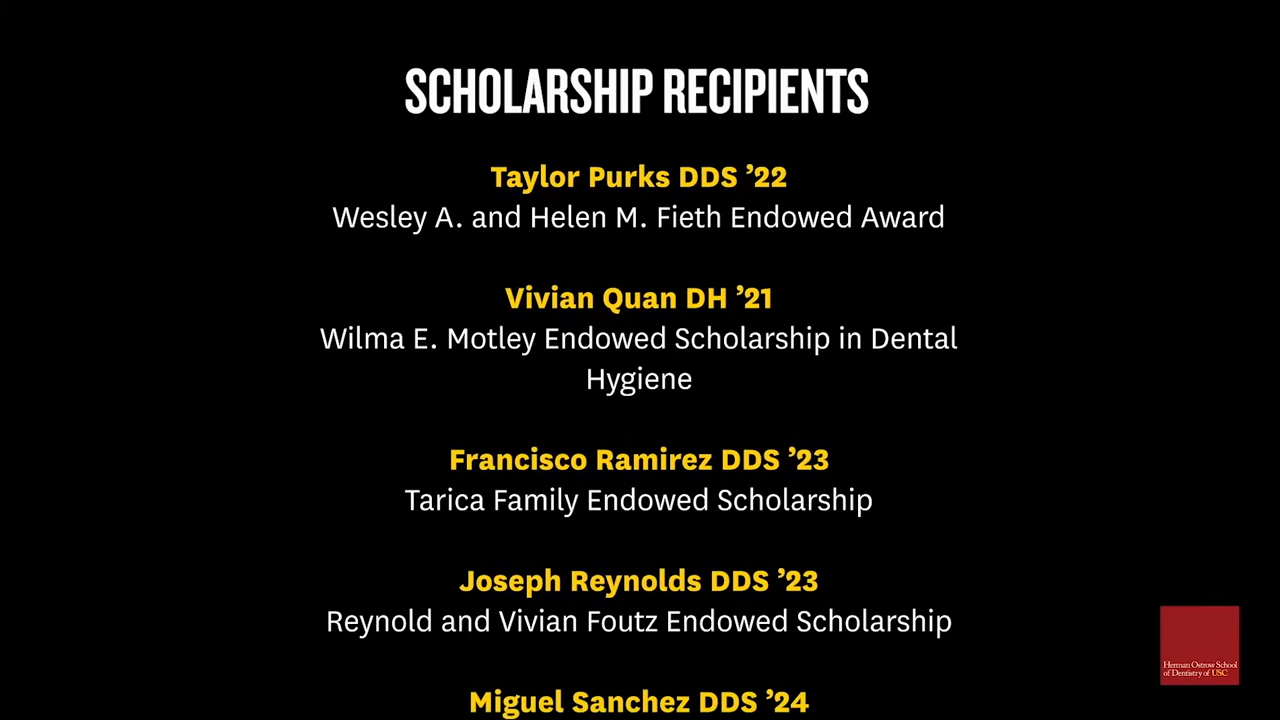 SCHOLARSHIP RECIPIENTS
Taylor Purks DDS ’22
Wesley A. and Helen M. Fieth Endowed Award
Vivian Quan DH ’21
Wilma E. Motley Endowed Scholarship in Dental
Hygiene
Francisco Ramirez DDS ’23
Tarica Family Endowed Scholarship
Joseph Reynolds DDS ’23
Reynold and Vivian Foutz Endowed Scholarship
Miguel Sanchez DDS ’24
Herman Ostrow School
of Dentistry of USC